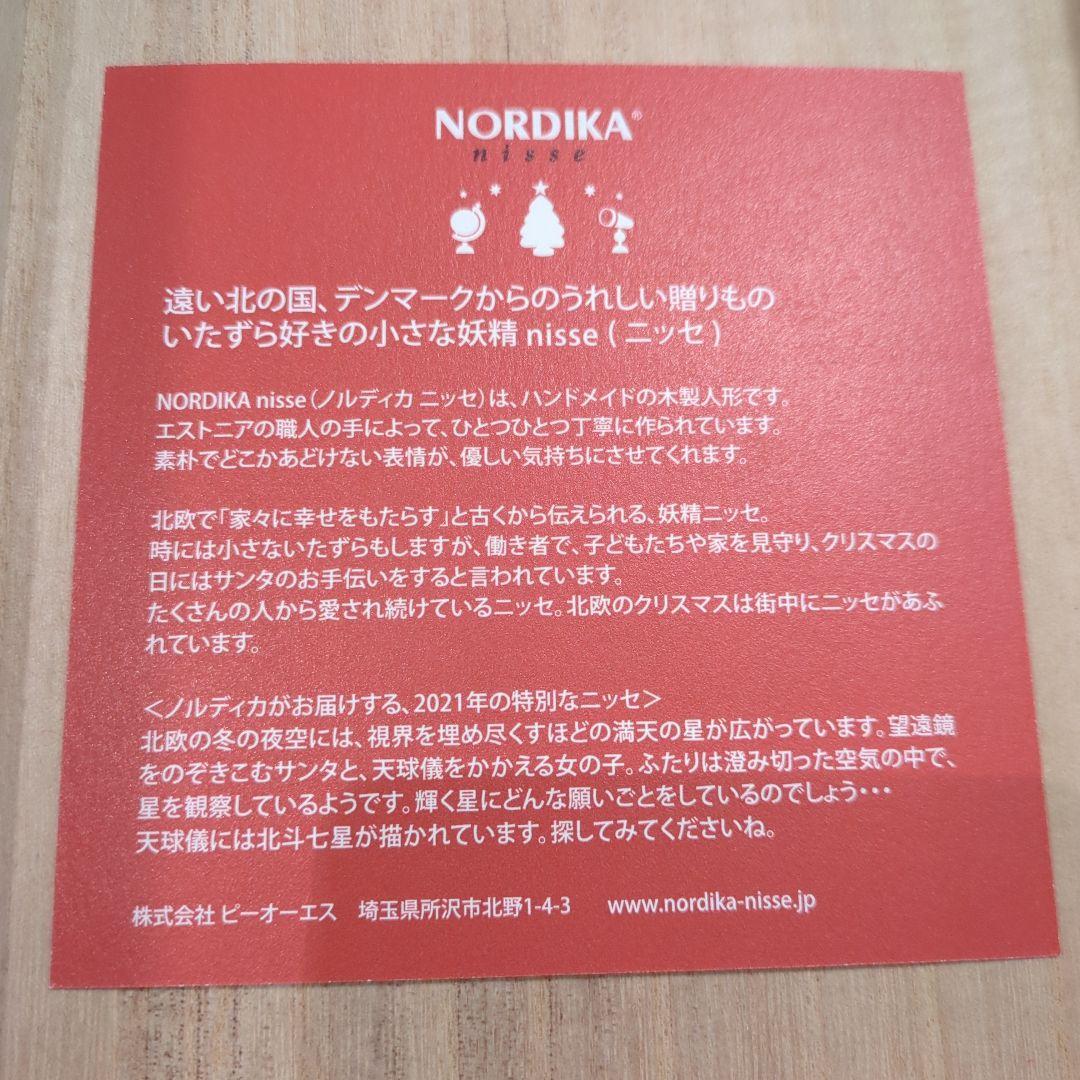 NORDIKA®
nisse
遠い北の国、デンマークからのうれしい贈りもの
いたずら好きの小さな妖精 nisse ( ニッセ )
NORDIKA nisse（ノルディカ ニッセ）は、ハンドメイドの木製人形です。
エストニアの職人の手によって、ひとつひとつ丁寧に作られています。
素朴でどこかあどけない表情が、優しい気持ちにさせてくれます。
北欧で「家々に幸せをもたらす」と古くから伝えられる、妖精ニッセ。
時には小さないたずらもしますが、働き者で、子どもたちや家を見守り、クリスマスの
日にはサンタのお手伝いをすると言われています。
たくさんの人から愛され続けているニッセ。北欧のクリスマスは街中にニッセがあふ
れています。
＜ノルディカがお届けする、2021年の特別なニッセ＞
北欧の冬の夜空には、視界を埋め尽くすほどの満天の星が広がっています。望遠鏡
をのぞきこむサンタと、天球儀をかかえる女の子。ふたりは澄み切った空気の中で、
星を観察しているようです。輝く星にどんな願いごとをしているのでしょう・・・
天球儀には北斗七星が描かれています。探してみてくださいね。
株式会社 ピーオーエス　埼玉県所沢市北野1-4-3　www.nordika-nisse.jp